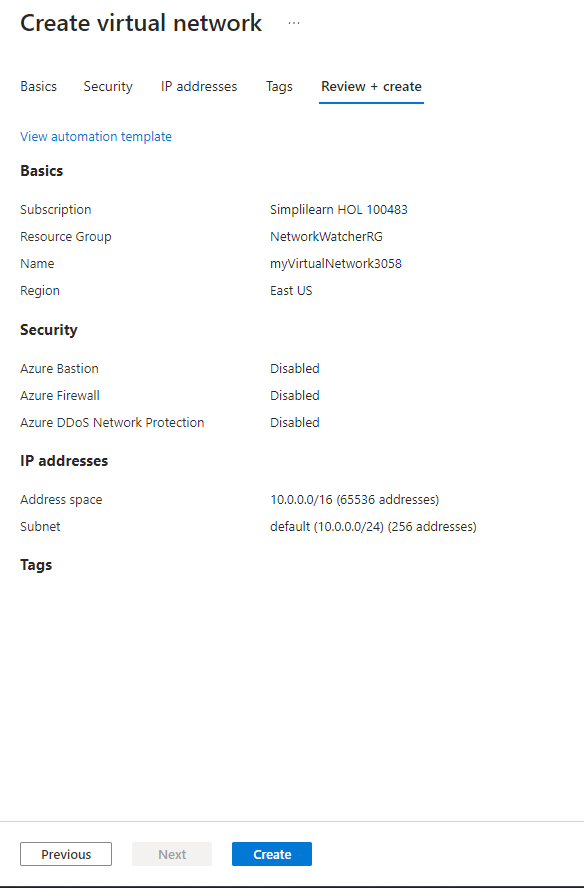 Create virtual network ...
Basics Security IP addresses Tags Review + create
View automation template
Basics
Subscription Simplilearn HOL 100483
Resource Group NetworkWatcherRG
Name myVirtualNetwork3058
Region East US
Security
Azure Bastion Disabled
Azure Firewall Disabled
Azure DDoS Network Protection Disabled
IP addresses
Address space 10.0.0.0/16 (65536 addresses)
Subnet default (10.0.0.0/24) (256 addresses)
Tags
Previous Next Create